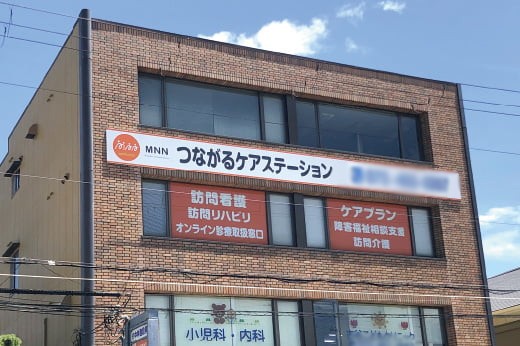 MNN つながるケアステーション
訪問看護
訪問リハビリ
オンライン診療取扱窓口
ケアプラン
障害福祉相談支援
訪問介護
小児科・内科